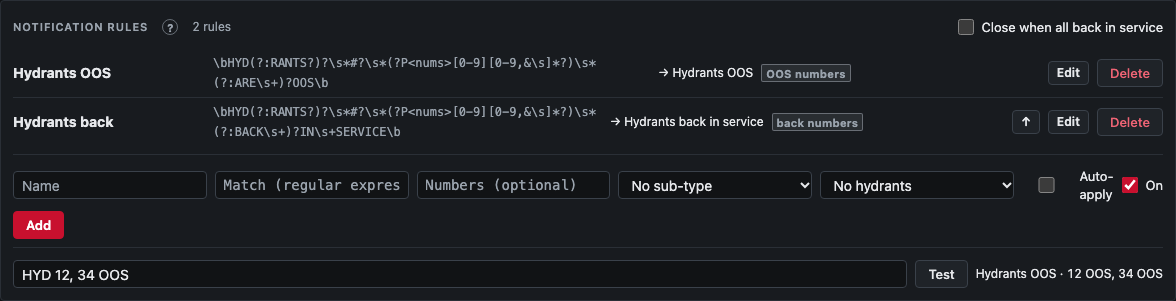 NOTIFICATION RULES ? 2 rules Close when all back in service
Hydrants OOS
\bHYD(?:RANTS?)?\s*#?\s*(?P<nums>[0-9][0-9,&\s]*?)\s*
(?:ARE\s+)?OOS\b
→ Hydrants OOS OOS numbers Edit Delete
Hydrants back
\bHYD(?:RANTS?)?\s*#?\s*(?P<nums>[0-9][0-9,&\s]*?)\s*
(?:BACK\s+)?IN\s+SERVICE\b
→ Hydrants back in service back numbers ↑ Edit Delete
Name Match (regular expres Numbers (optional) No sub-type No hydrants Auto-
apply On
Add
HYD 12, 34 OOS Test Hydrants OOS · 12 OOS, 34 OOS